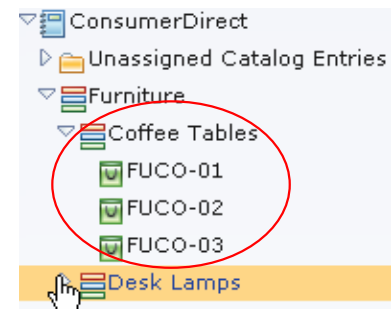 ConsumerDirect
Unassigned Catalog Entries
Furniture
Coffee Tables
FUCO-01
FUCO-02
FUCO-03
Desk Lamps